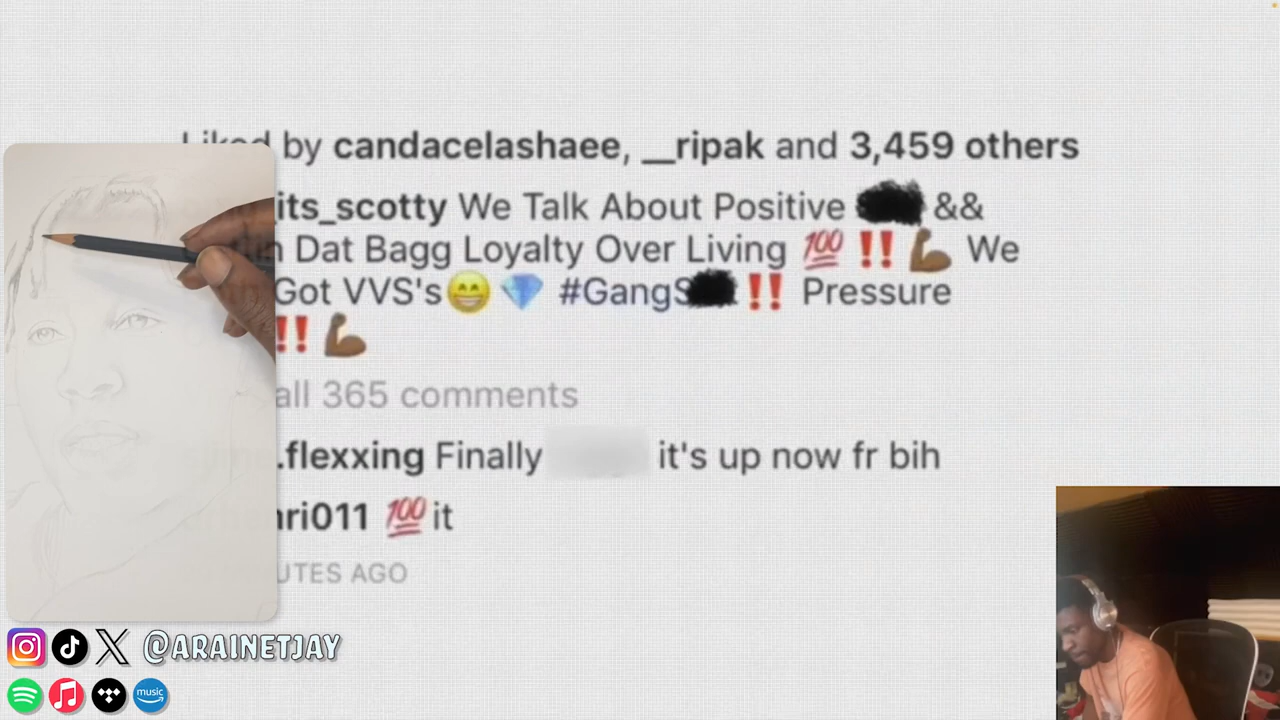 Liked by candacelashaee, __ripak and 3,459 others
its_scotty We Talk About Positive && 
Dat Bagg Loyalty Over Living 💯 ‼️💪🏾 We
Got VVS's😁💎 #GangS ‼️ Pressure
‼️💪🏾
all 365 comments
.flexxing Finally it's up now fr bih
nri011 💯it
UTES AGO
@ARAINETJAY
music